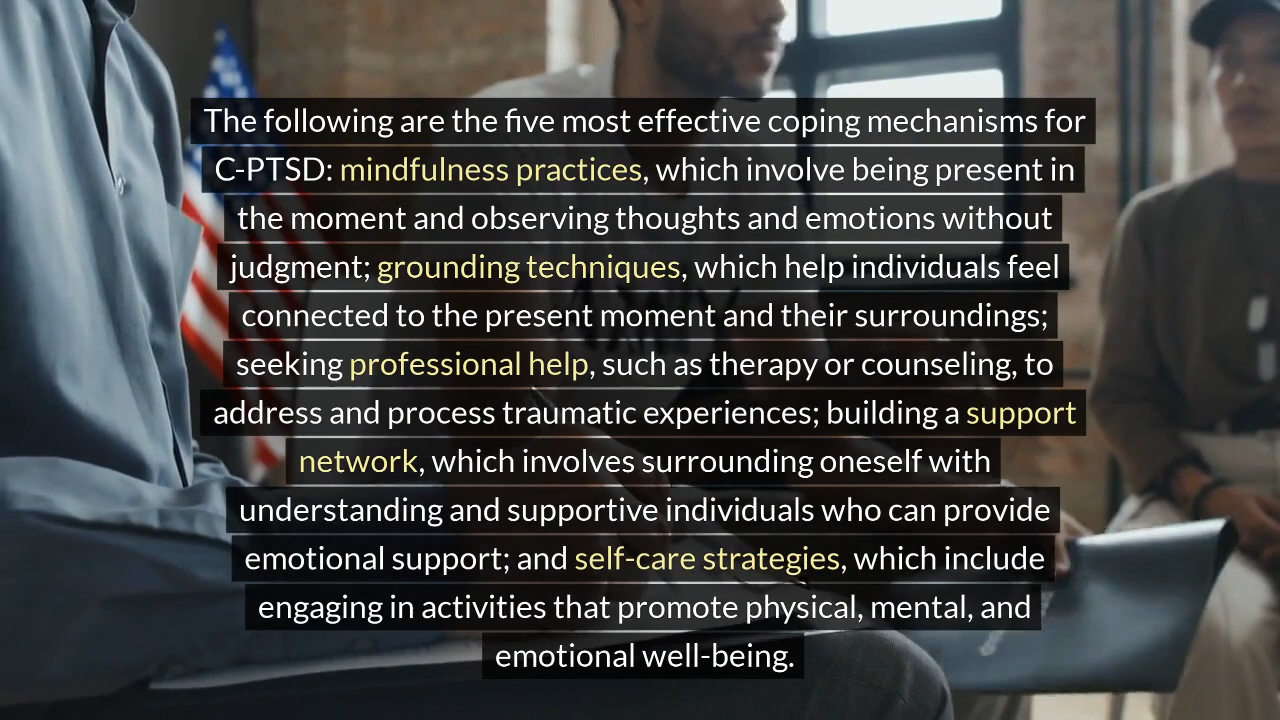 The following are the five most effective coping mechanisms for
C-PTSD: mindfulness practices, which involve being present in
the moment and observing thoughts and emotions without
judgment; grounding techniques, which help individuals feel
connected to the present moment and their surroundings;
seeking professional help, such as therapy or counseling, to
address and process traumatic experiences; building a support
network, which involves surrounding oneself with
understanding and supportive individuals who can provide
emotional support; and self-care strategies, which include
engaging in activities that promote physical, mental, and
emotional well-being.